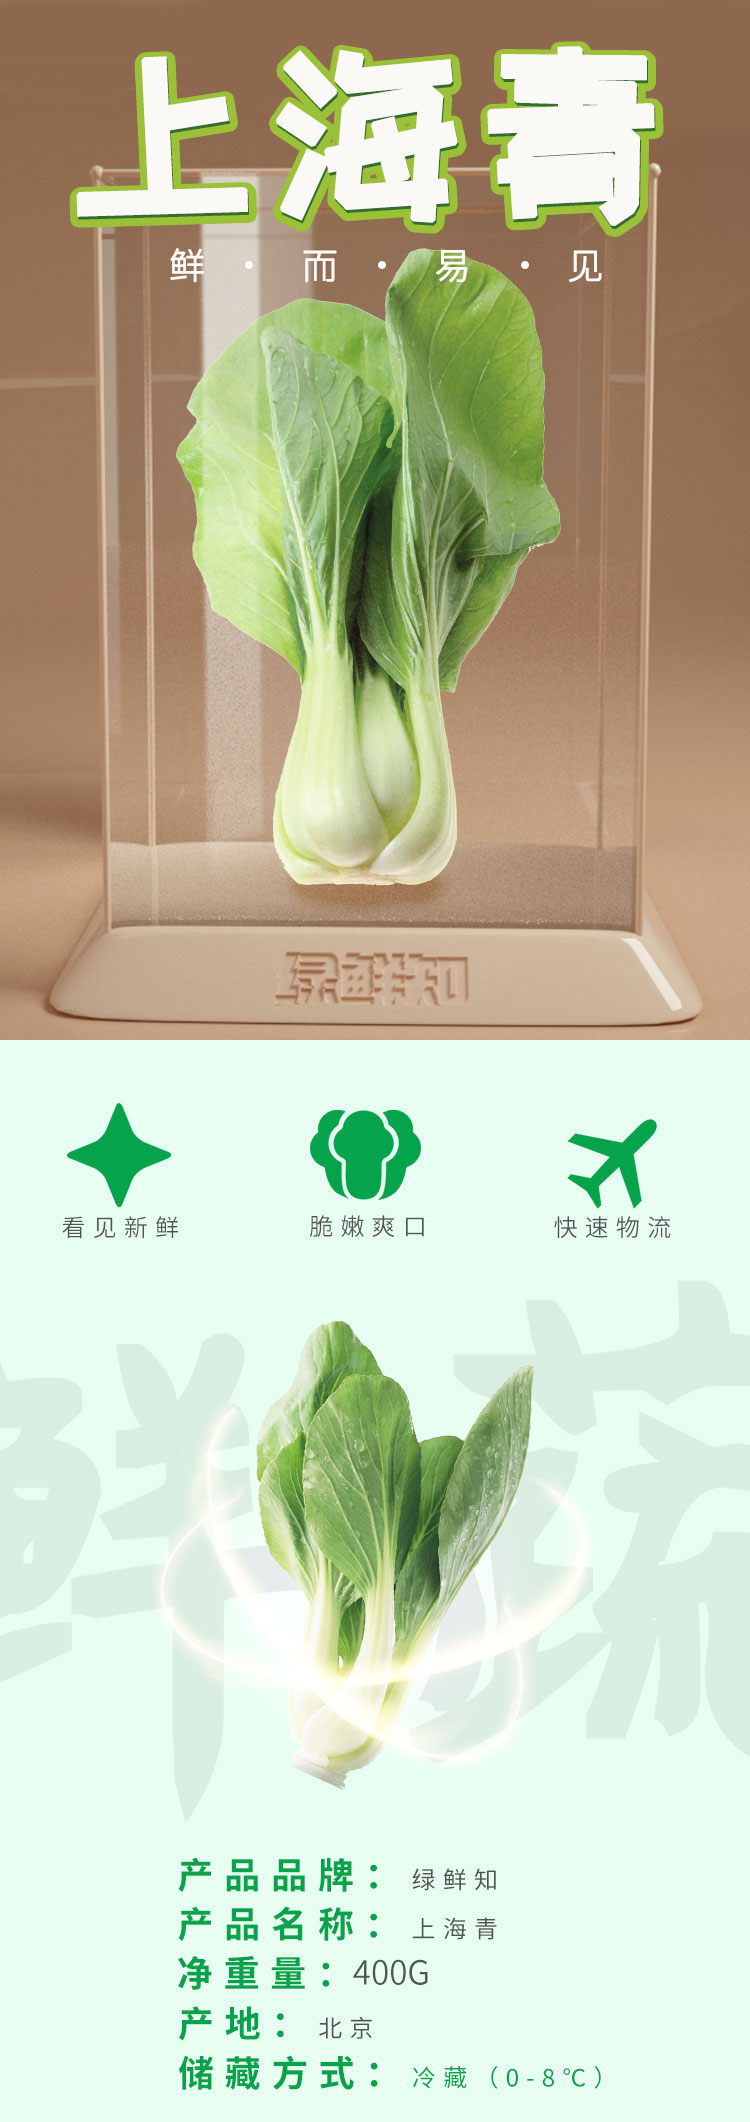 上海青
鲜·而·易·见
绿鲜知
看见新鲜
脆嫩爽口
快速物流
鲜蔬
产品品牌：绿鲜知
产品名称：上海青
净重量：400G
产地：北京
储藏方式：冷藏（0-8℃）